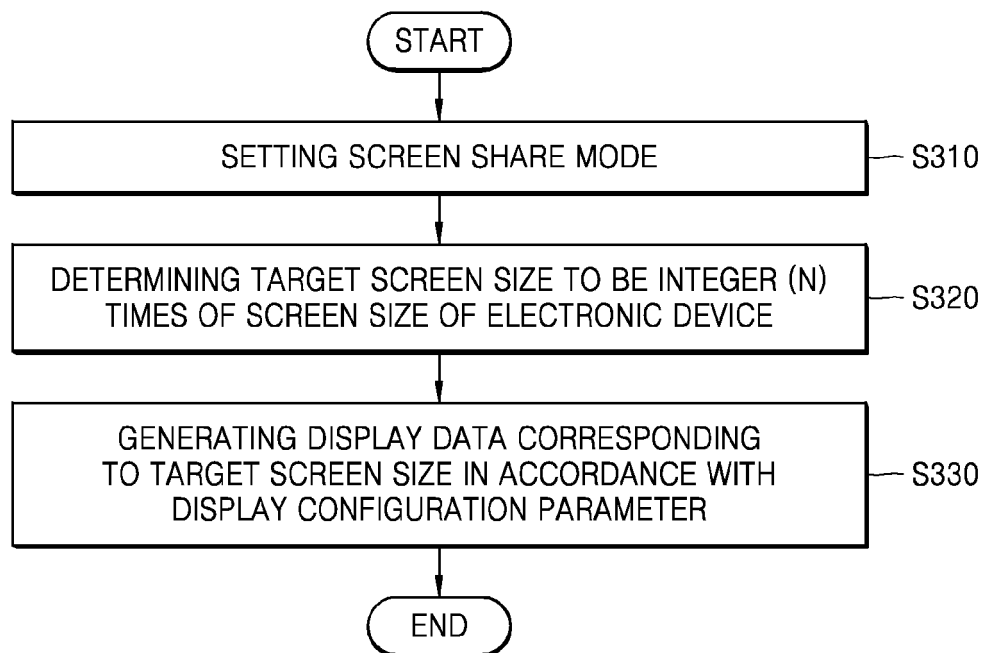 START
SETTING SCREEN SHARE MODE
S310
DETERMINING TARGET SCREEN SIZE TO BE INTEGER (N)
TIMES OF SCREEN SIZE OF ELECTRONIC DEVICE
S320
GENERATING DISPLAY DATA CORRESPONDING
TO TARGET SCREEN SIZE IN ACCORDANCE WITH
DISPLAY CONFIGURATION PARAMETER
S330
END